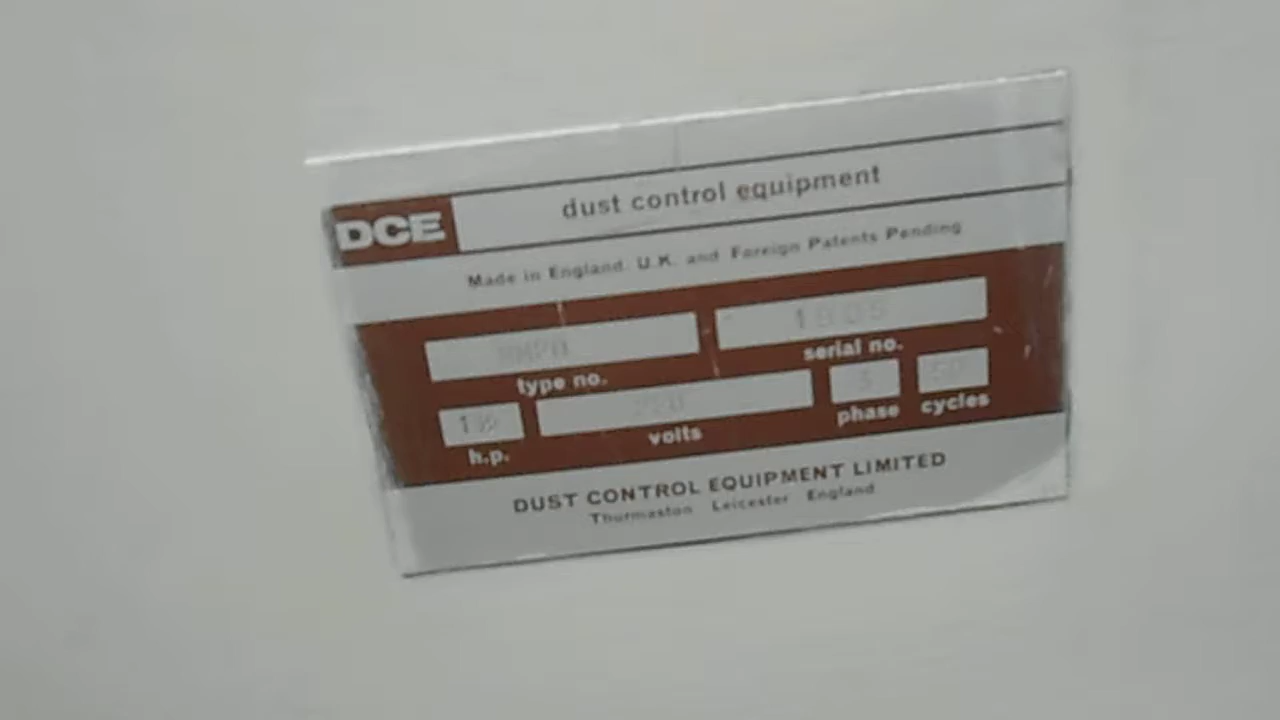 DCE dust control equipment
Made in England. U.K. and Foreign Patents Pending
type no. serial no.
h.p. volts phase cycles
DUST CONTROL EQUIPMENT LIMITED
Thurmaston Leicester England